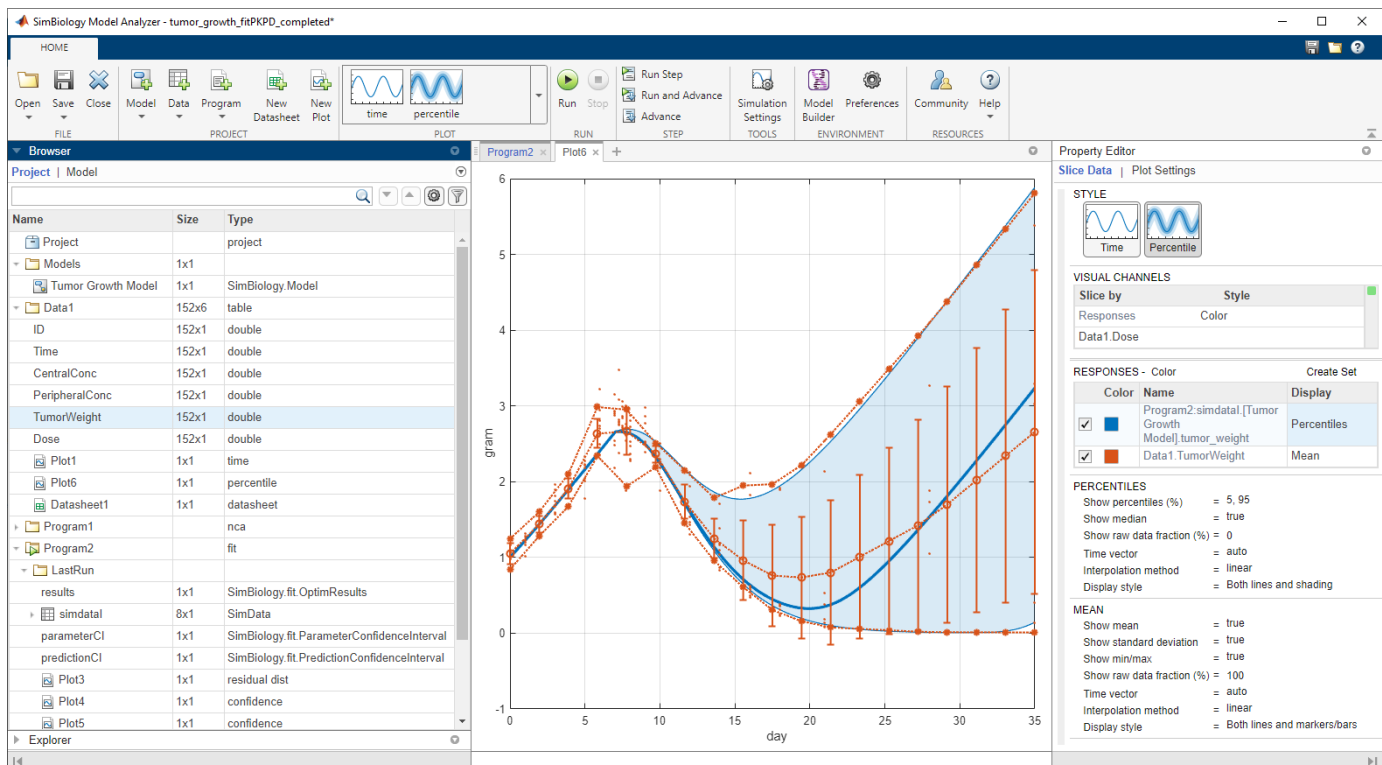 SimBiology Model Analyzer - tumor_growth_fitPKPD_completed*
HOME
Open
Save
Close
Model
Data
Program
New Datasheet
New Plot
time
percentile
Run
Stop
Run Step
Run and Advance
Advance
Simulation Settings
Model Builder
Preferences
Community
Help
FILE
PROJECT
PLOT
RUN
STEP
TOOLS
ENVIRONMENT
RESOURCES
Browser
Project | Model
Name Size Type
Project project
Models 1x1
Tumor Growth Model 1x1 SimBiology.Model
Data1 152x6 table
ID 152x1 double
Time 152x1 double
CentralConc 152x1 double
PeripheralConc 152x1 double
TumorWeight 152x1 double
Dose 152x1 double
Plot1 1x1 time
Plot6 1x1 percentile
Datasheet1 1x1 datasheet
Program1 nca
Program2 fit
LastRun
results 1x1 SimBiology.fit.OptimResults
simdataI 8x1 SimData
parameterCI 1x1 SimBiology.fit.ParameterConfidenceInterval
predictionCI 1x1 SimBiology.fit.PredictionConfidenceInterval
Plot3 1x1 residual dist
Plot4 1x1 confidence
Plot5 1x1 confidence
Explorer
Program2 × Plot6 × +
6
5
4
3
2
1
0
-1
gram
0 5 10 15 20 25 30 35
day
Property Editor
Slice Data | Plot Settings
STYLE
Time
Percentile
VISUAL CHANNELS
Slice by Style
Responses Color
Data1.Dose
RESPONSES - Color Create Set
Color Name Display
Program2:simdataI.[Tumor
Growth Percentiles
Model].tumor_weight
Data1.TumorWeight Mean
PERCENTILES
Show percentiles (%) = 5, 95
Show median = true
Show raw data fraction (%) = 0
Time vector = auto
Interpolation method = linear
Display style = Both lines and shading
MEAN
Show mean = true
Show standard deviation = true
Show min/max = true
Show raw data fraction (%) = 100
Time vector = auto
Interpolation method = linear
Display style = Both lines and markers/bars